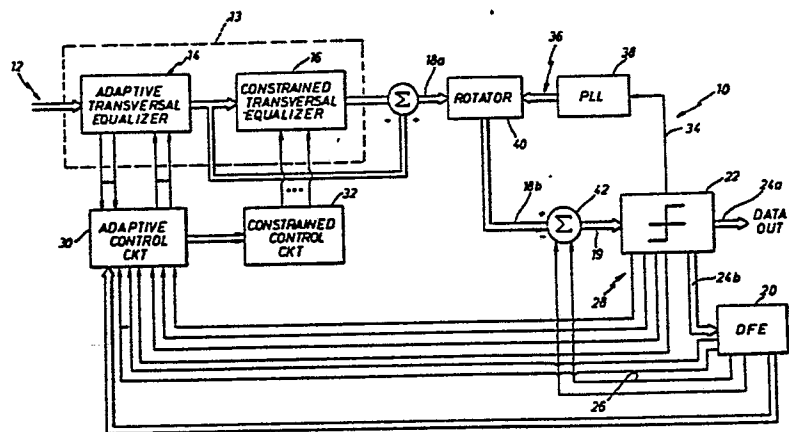 13
12
14
ADAPTIVE
TRANSVERSAL
EQUALIZER
16
CONSTRAINED
TRANSVERSAL
EQUALIZER
Σ
18a
ROTATOR
40
36
38
PLL
10
34
30
ADAPTIVE
CONTROL
CKT
32
CONSTRAINED
CONTROL
CKT
18b
Σ
42
19
22
24a
DATA
OUT
28
24b
20
DFE
26